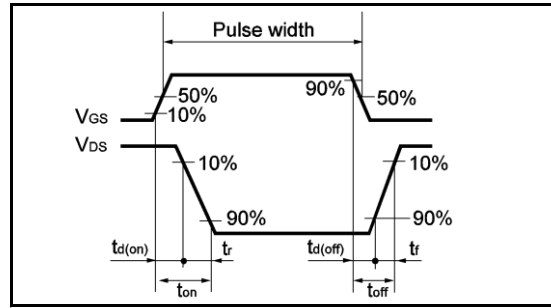 Pulse width
50%
10%
90%
50%
VGS
VDS
10%
90%
10%
90%
td(on)
tr
td(off)
tf
ton
toff